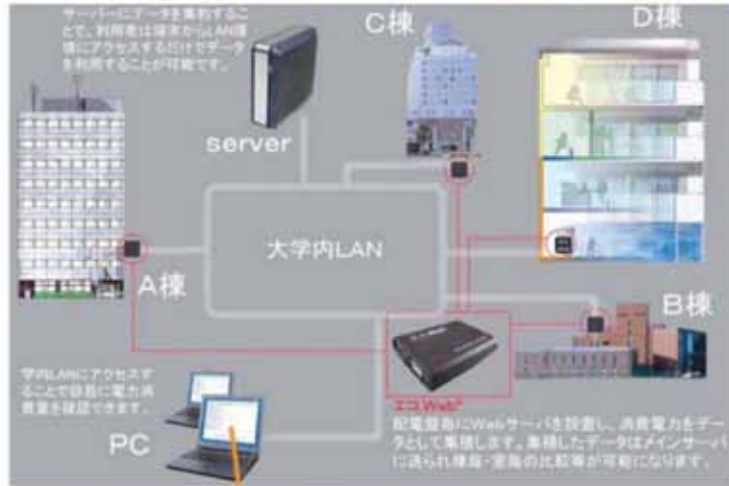 サーバーにデータを集約するこ
とで、利用者は端末からLAN環
境にアクセスするだけでデータ
を利用することが可能です。
C棟
D棟
server
大学内LAN
A棟
B棟
学内LANにアクセスす
ることで容易に電力消
費量を確認できます。
PC
エコWeb
配電盤毎にWebサーバを設置し、消費電力をデー
タとして集積します。集積したデータはメインサーバ
に送られ棟毎・室毎の比較等が可能になります。